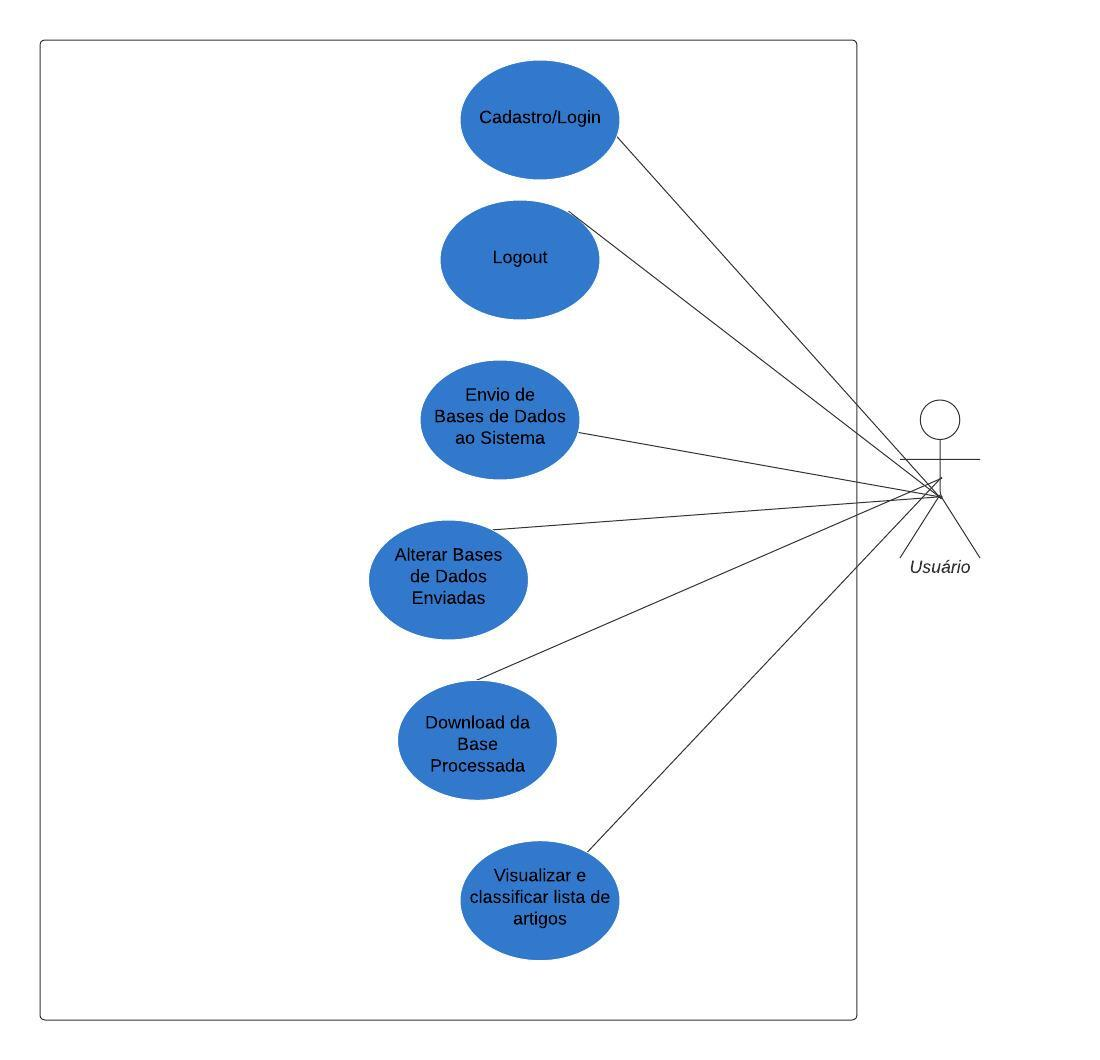 Cadastro/Login
Logout
Envio de
Bases de Dados
ao Sistema
Alterar Bases
de Dados
Enviadas
Usuário
Download da
Base
Processada
Visualizar e
classificar lista de
artigos